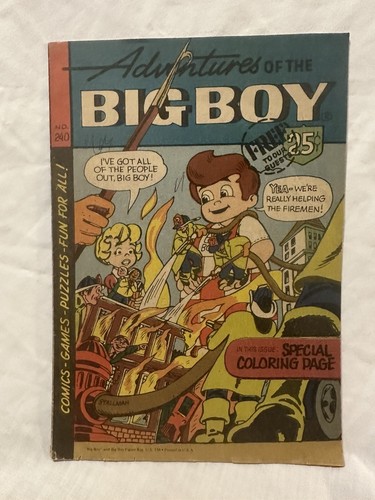 Adventures OF THE
BIG BOY
NO.
240
FREE
TO OUR
GUESTS
25¢
I'VE GOT ALL
OF THE PEOPLE
OUT, BIG BOY!
YEA-WE'RE
REALLY HELPING
THE FIREMEN!
COMICS-GAMES-PUZZLES-FUN FOR ALL!
IN THIS ISSUE SPECIAL
COLORING PAGE